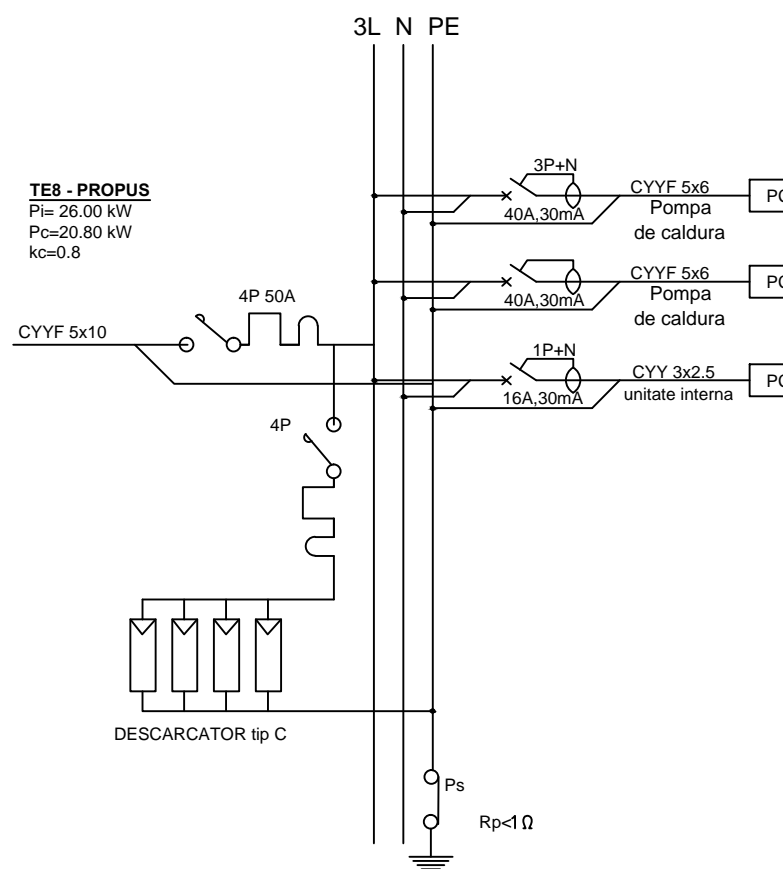 3L N PE
TE8 - PROPUS
Pi= 26.00 kW
Pc=20.80 kW
kc=0.8
3P+N
40A,30mA
CYYF 5x6
Pompa
de caldura
40A,30mA
CYYF 5x6
Pompa
de caldura
4P 50A
CYYF 5x10
1P+N
16A,30mA
CYY 3x2.5
unitate interna
4P
DESCARCATOR tip C
Ps
Rp<1Ω